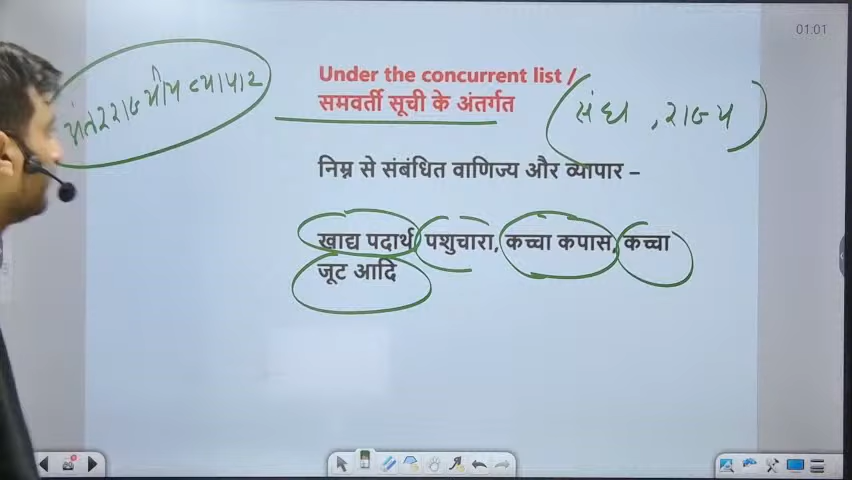 01:01
Under the concurrent list /
समवर्ती सूची के अंतर्गत
अंतरराज्यीय व्यापार
(संघ, राज्य)
निम्न से संबंधित वाणिज्य और व्यापार –
खाद्य पदार्थ, पशुचारा, कच्चा कपास, कच्चा
जूट आदि